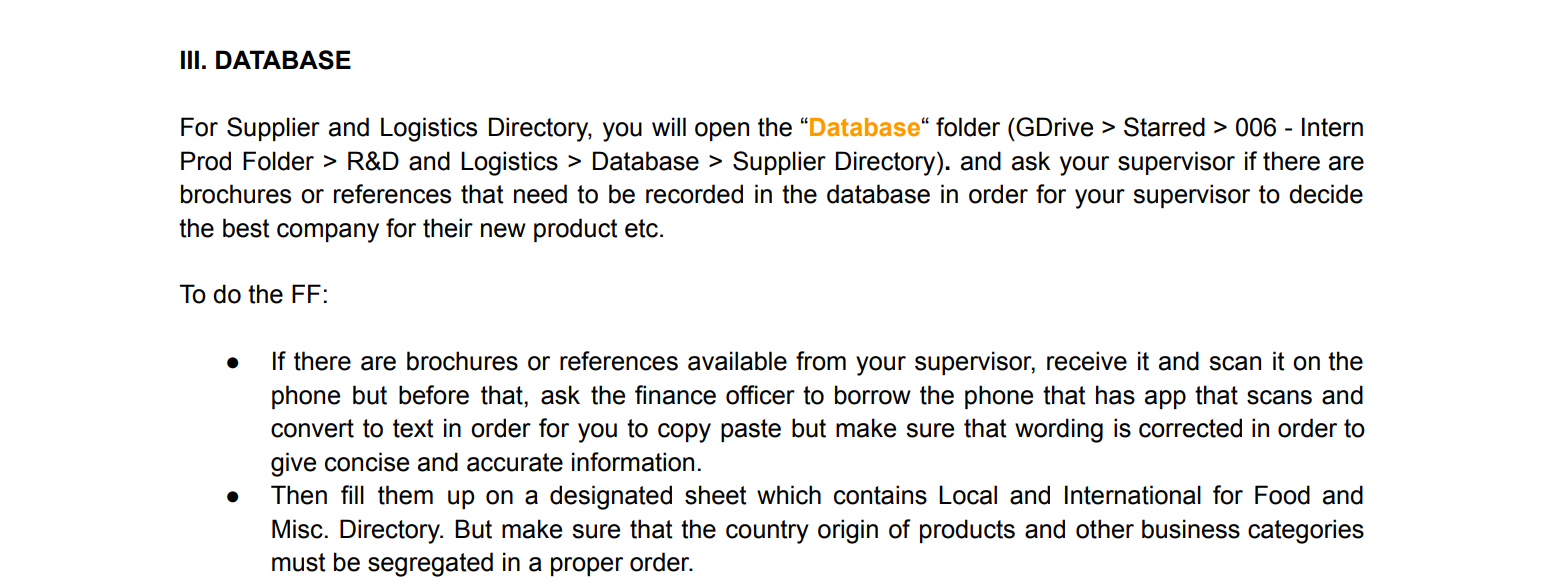 III. DATABASE
For Supplier and Logistics Directory, you will open the “Database“ folder (GDrive > Starred > 006 - Intern
Prod Folder > R&D and Logistics > Database > Supplier Directory). and ask your supervisor if there are
brochures or references that need to be recorded in the database in order for your supervisor to decide
the best company for their new product etc.
To do the FF:
● If there are brochures or references available from your supervisor, receive it and scan it on the
phone but before that, ask the finance officer to borrow the phone that has app that scans and
convert to text in order for you to copy paste but make sure that wording is corrected in order to
give concise and accurate information.
● Then fill them up on a designated sheet which contains Local and International for Food and
Misc. Directory. But make sure that the country origin of products and other business categories
must be segregated in a proper order.